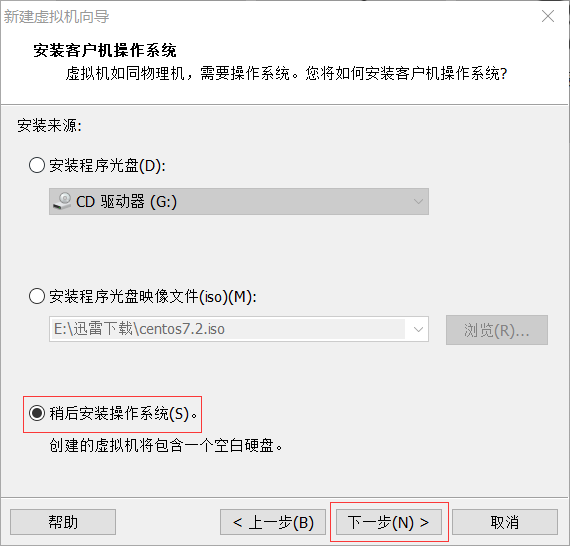 新建虚拟机向导
安装客户机操作系统
虚拟机如同物理机，需要操作系统。您将如何安装客户机操作系统?
安装来源:
安装程序光盘(D):
CD 驱动器 (G:)
安装程序光盘映像文件(iso)(M):
E:\迅雷下载\centos7.2.iso
浏览(R)...
稍后安装操作系统(S)。
创建的虚拟机将包含一个空白硬盘。
帮助
< 上一步(B)
下一步(N) >
取消